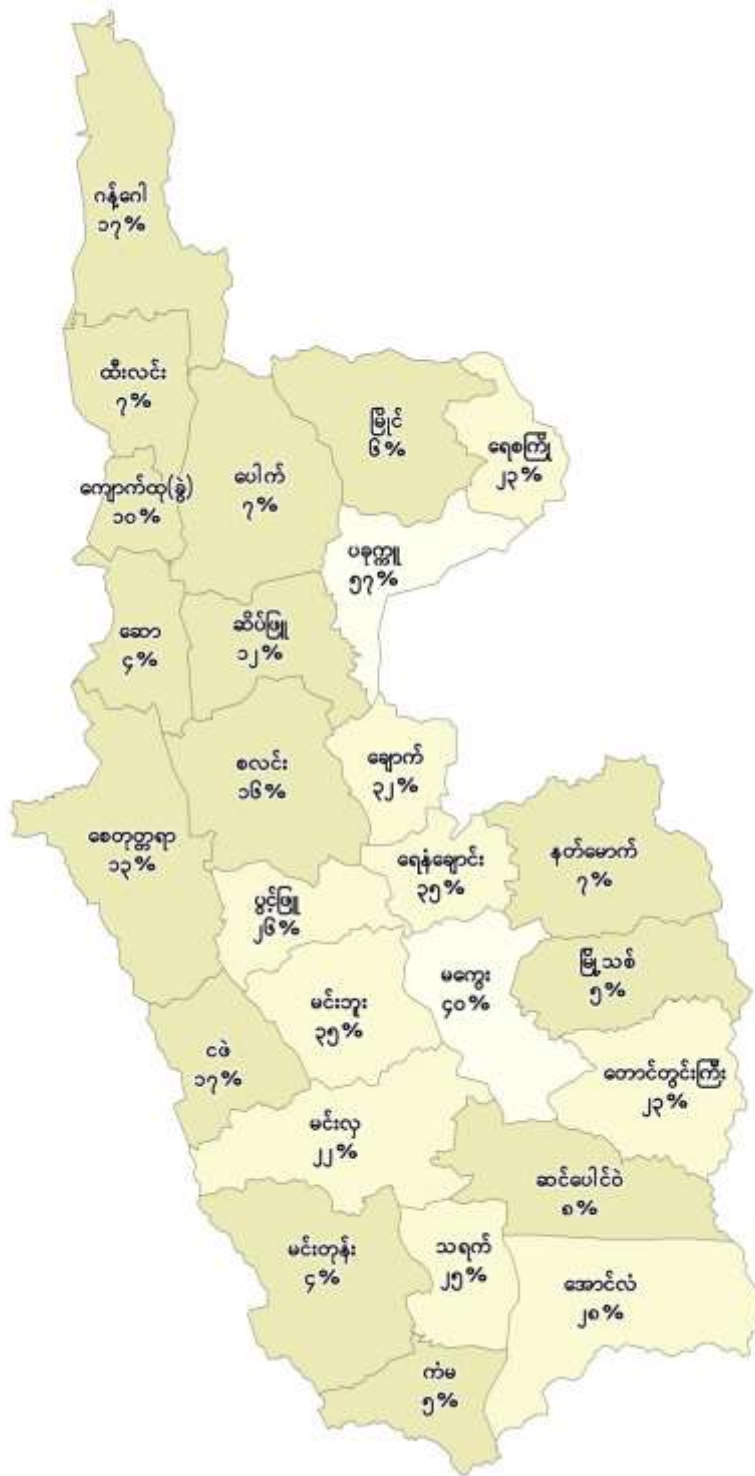 ဂန့်ဂေါ
၁၇%
ထီးလင်း
၇%
မြိုင်
၆%
ရေစကြို
၂၃%
ကျောက်ထု(ခွဲ)
၁၀%
ပေါက်
၇%
ပခုက္ကူ
၅၇%
ဆော
၄%
ဆိပ်ဖြူ
၁၂%
စလင်း
၁၆%
ချောက်
၃၂%
စေတုတ္တရာ
၁၃%
ရေနံချောင်း
၃၅%
နတ်မောက်
၇%
ပွင့်ဖြူ
၂၆%
မကွေး
၄၀%
မြို့သစ်
၅%
မင်းဘူး
၃၅%
ငဖဲ
၁၇%
တောင်တွင်းကြီး
၂၃%
မင်းလှ
၂၂%
ဆင်ပေါင်ဝဲ
၈%
မင်းတုန်း
၄%
သရက်
၂၅%
အောင်လံ
၂၈%
ကံမ
၅%